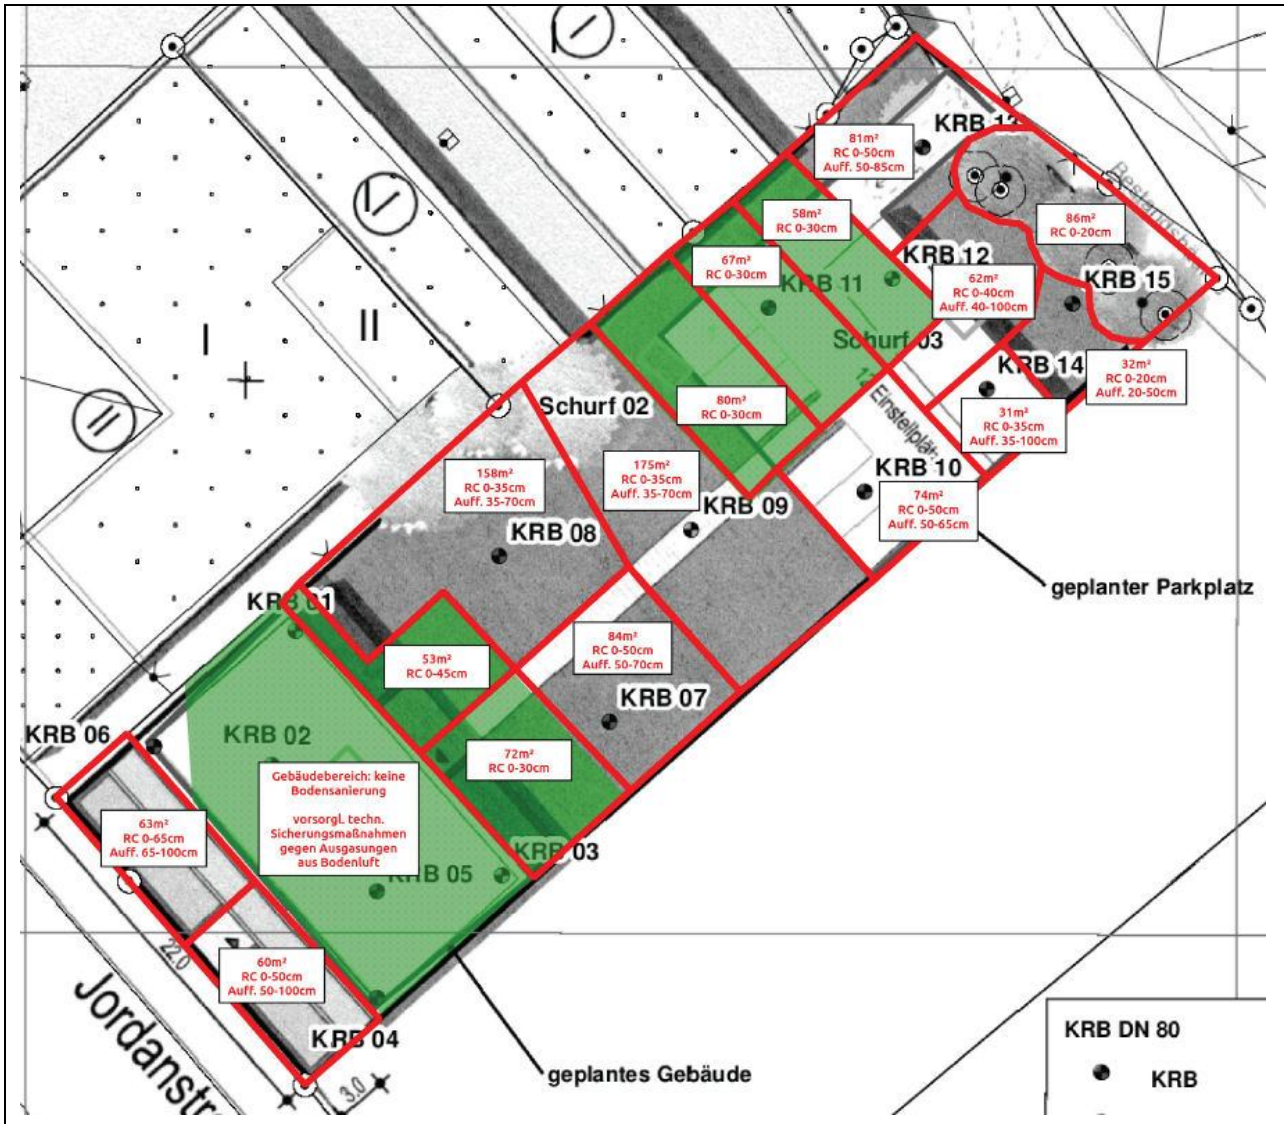 I
V
81m²
RC 0-50cm
Auff. 50-85cm
KRB 13
58m²
RC 0-30cm
86m²
RC 0-20cm
67m²
RC 0-30cm
KRB 12
62m²
RC 0-40cm
Auff. 40-100cm
KRB 15
KRB 11
Schurf 03
I
II
III
KRB 14
32m²
RC 0-20cm
Auff. 20-50cm
80m²
RC 0-30cm
Schurf 02
31m²
RC 0-35cm
Auff. 35-100cm
158m²
RC 0-35cm
Auff. 35-70cm
175m²
RC 0-35cm
Auff. 35-70cm
KRB 10
74m²
RC 0-50cm
Auff. 50-65cm
KRB 09
KRB 08
geplanter Parkplatz
KRB 01
53m²
RC 0-45cm
84m²
RC 0-50cm
Auff. 50-70cm
KRB 07
KRB 06
KRB 02
72m²
RC 0-30cm
Gebäudebereich: keine
Bodensanierung
vorsorgl. techn.
Sicherungsmaßnahmen
gegen Ausgasungen
aus Bodenluft
63m²
RC 0-65cm
Auff. 65-100cm
KRB 03
KRB 05
22.0
60m²
RC 0-50cm
Auff. 50-100cm
KRB 04
3.0
geplantes Gebäude
KRB DN 80
KRB